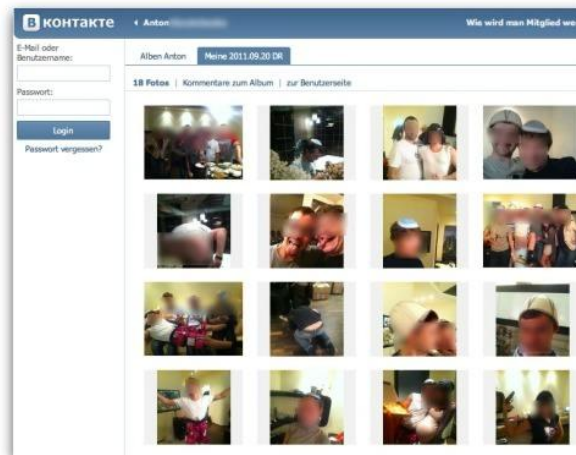 В контакте
Anton
Wie wird man Mitglied
E-Mail oder
Benutzername:
Passwort:
Login
Passwort vergessen?
Alben Anton
Meine 2011.09.20 DR
18 Fotos | Kommentare zum Album | zur Benutzerseite